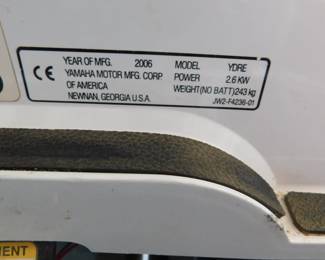 CE
YEAR OF MFG. 2006 MODEL YDRE
YAMAHA MOTOR MFG. CORP. POWER 2.6 KW
OF AMERICA WEIGHT(NO BATT)243 kg
NEWNAN, GEORGIA U.S.A. JW2-F4236-01
MENT